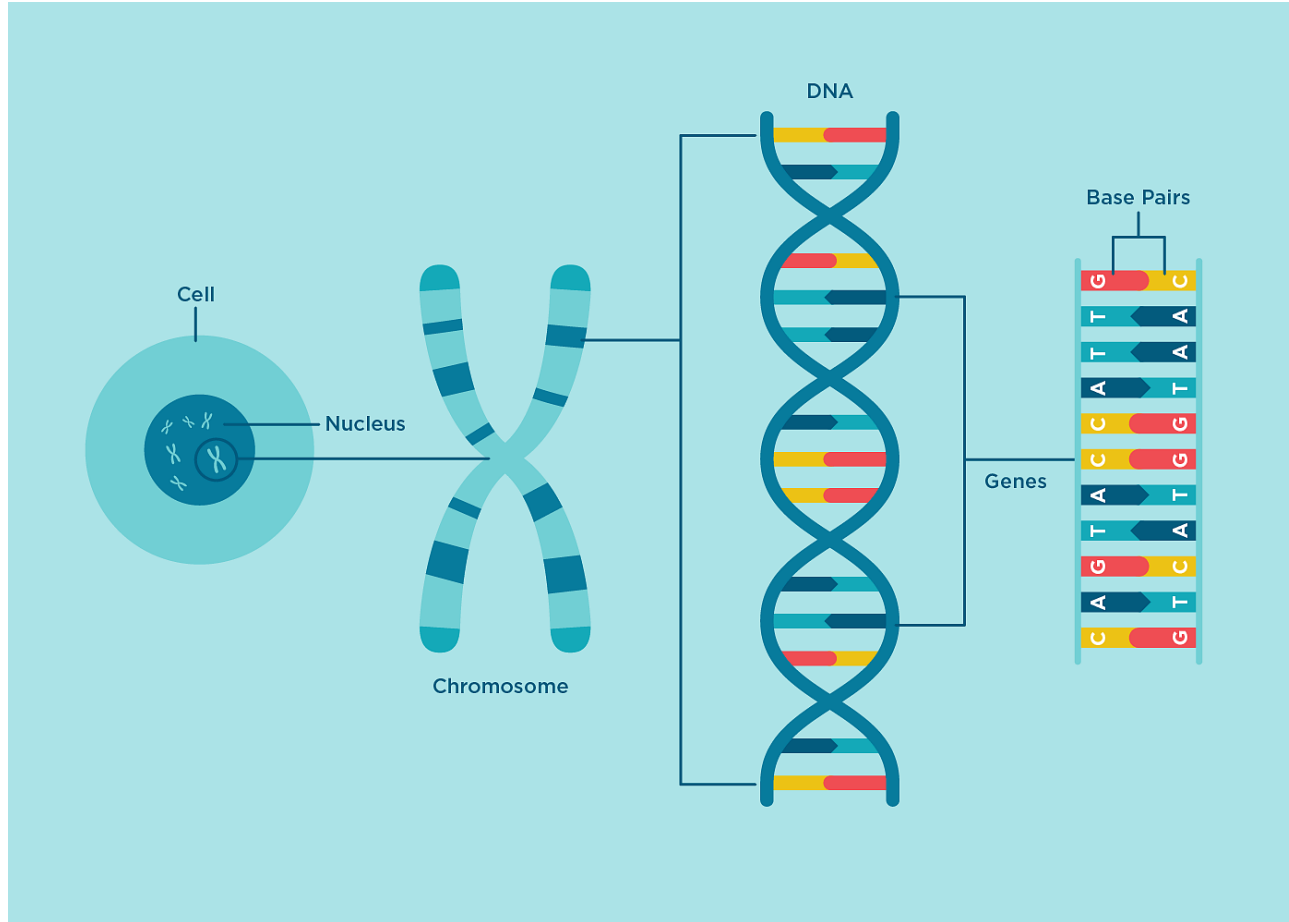 DNA
Base Pairs
Cell
Nucleus
Chromosome
Genes
G C
T A
T A
A T
C G
C G
A T
T A
G C
A T
C G